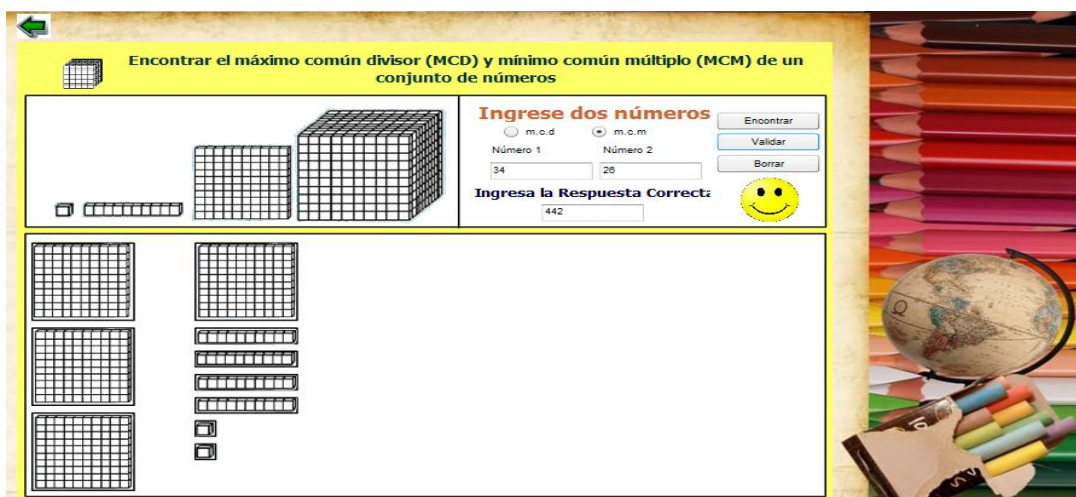 Encontrar el máximo común divisor (MCD) y mínimo común múltiplo (MCM) de un
conjunto de números
Ingrese dos números
m.c.d
m.c.m
Número 1
Número 2
34
26
Ingresa la Respuesta Correcta
442
Encontrar
Validar
Borrar